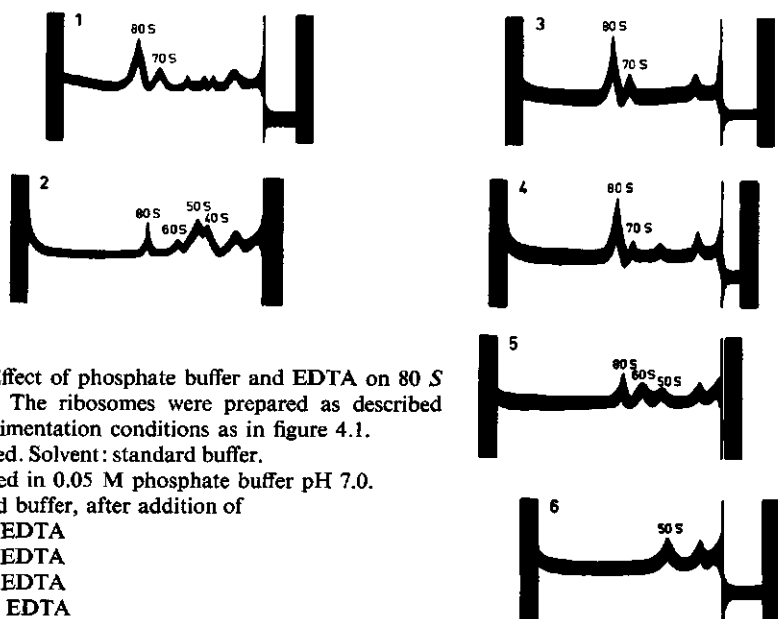 1
80 S
70 S
2
80 S
60 S
50 S
40 S
3
80 S
70 S
4
80 S
70 S
5
80 S
60 S
50 S
6
50 S
ffect of phosphate buffer and EDTA on 80 S
The ribosomes were prepared as described
imentation conditions as in figure 4.1.
ed. Solvent: standard buffer.
ed in 0.05 M phosphate buffer pH 7.0.
d buffer, after addition of
EDTA
EDTA
EDTA
EDTA